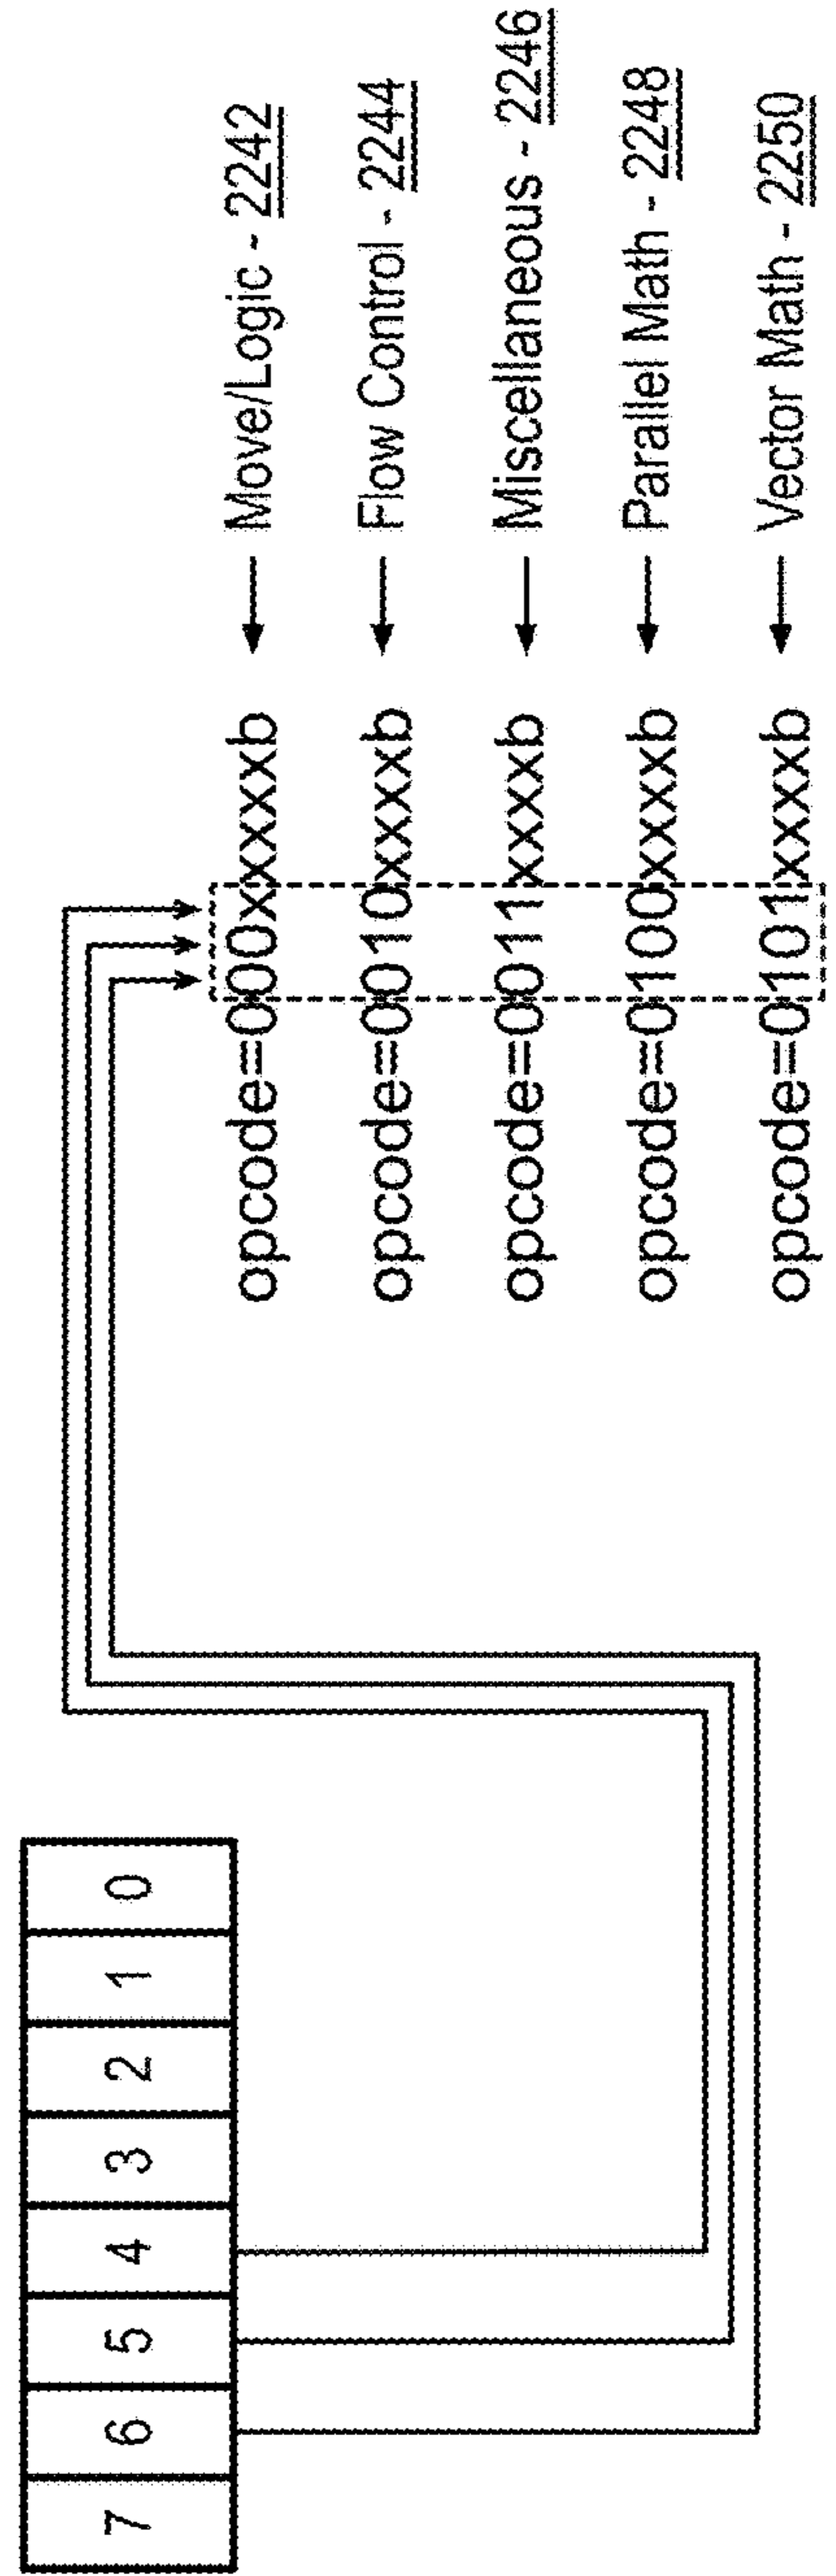 7 6 5 4 3 2 1 0
opcode=000xxxxxb ← Move/Logic - 2242
opcode=0010xxxxb ← Flow Control - 2244
opcode=0011xxxxb ← Miscellaneous - 2246
opcode=0100xxxxb ← Parallel Math - 2248
opcode=0101xxxxb ← Vector Math - 2250